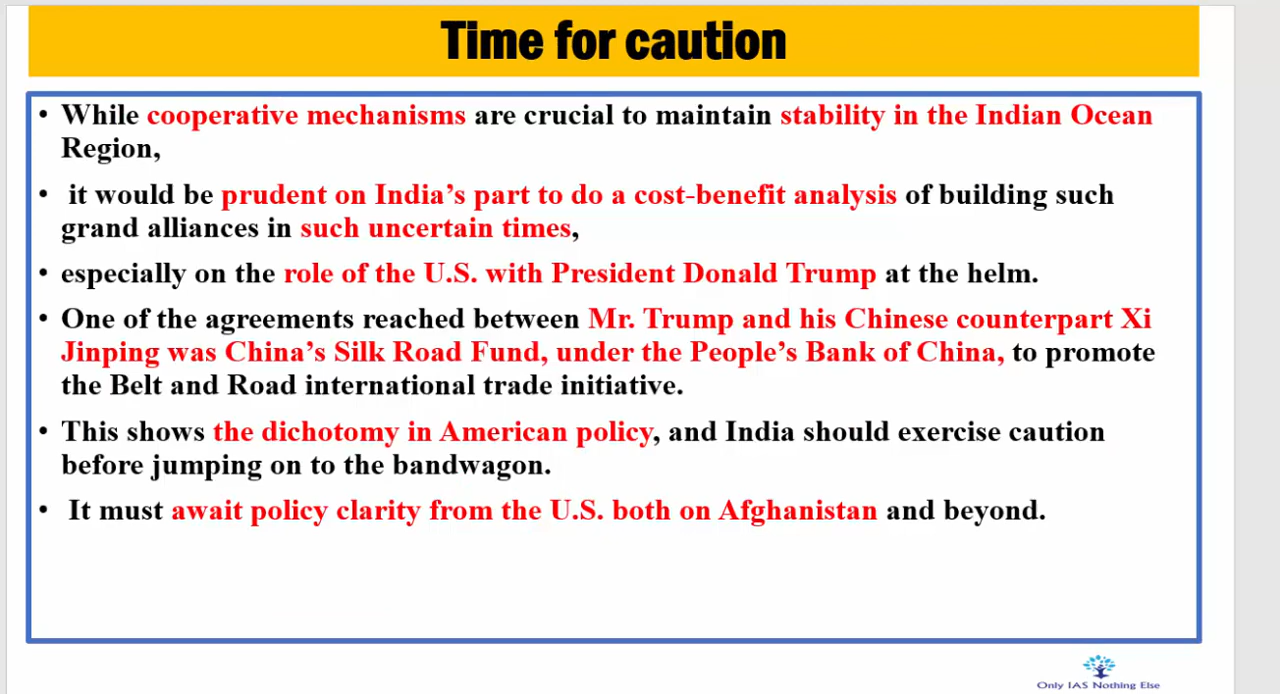 Time for caution
• While cooperative mechanisms are crucial to maintain stability in the Indian Ocean
Region,
• it would be prudent on India’s part to do a cost-benefit analysis of building such
grand alliances in such uncertain times,
• especially on the role of the U.S. with President Donald Trump at the helm.
• One of the agreements reached between Mr. Trump and his Chinese counterpart Xi
Jinping was China’s Silk Road Fund, under the People’s Bank of China, to promote
the Belt and Road international trade initiative.
• This shows the dichotomy in American policy, and India should exercise caution
before jumping on to the bandwagon.
• It must await policy clarity from the U.S. both on Afghanistan and beyond.
Only IAS Nothing Else